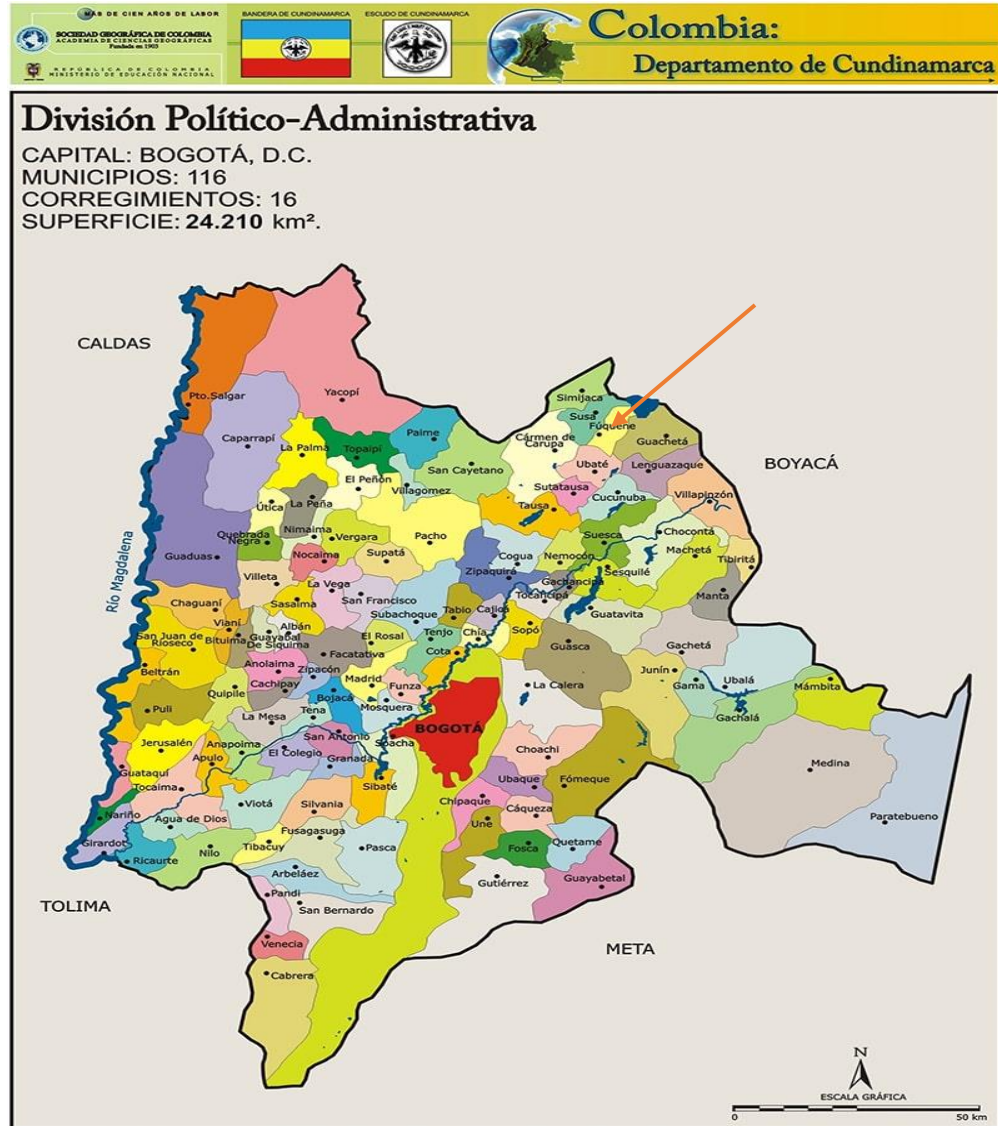 MÁS DE CIEN AÑOS DE LABOR
SOCIEDAD GEOGRÁFICA DE COLOMBIA
ACADEMIA DE CIENCIAS GEOGRÁFICAS
Fundada en 1903
REPÚBLICA DE COLOMBIA
MINISTERIO DE EDUCACIÓN NACIONAL
BANDERA DE CUNDINAMARCA
ESCUDO DE CUNDINAMARCA
Colombia:
Departamento de Cundinamarca
División Político-Administrativa
CAPITAL: BOGOTÁ, D.C.
MUNICIPIOS: 116
CORREGIMIENTOS: 16
SUPERFICIE: 24.210 km².
CALDAS
BOYACÁ
TOLIMA
META
Río Magdalena
Pto.Salgar
Yacopí
Caparrapí
La Palma
Topaipi
Paime
Simijaca
Susa
Fúquene
Cármen de
Carupa
Guachetá
San Cayetano
Ubaté
Lenguazaque
El Peñón
Villagomez
Sutatausa
Cucunuba
Villapinzón
Útica
La Peña
Tausa
Nimaima
Vergara
Pacho
Suesca
Chocontá
Quebrada
Negra
Guaduas
Nocaima
Supatá
Cogua
Nemocón
Machetá
Tibiritá
Zipaquirá
Sesquilé
Villeta
La Vega
Gachancipá
Tocancipá
Manta
Chaguaní
Sasaima
San Francisco
Subachoque
Tabio
Cajicá
Guatavita
Vianí
Albán
San Juan de
Rioseco
Bituima
Guayabal
De Siquima
El Rosal
Tenjo
Chía
Sopó
Guasca
Gachetá
Facatativa
Cota
Beltrán
Anolaima
Zipacón
Madrid
Funza
La Calera
Junín
Gama
Ubalá
Mámbita
Quipile
Cachipay
Bojacá
Mosquera
Gachalá
Puli
La Mesa
Tena
BOGOTÁ
San Antonio
Soacha
Jerusalén
Anapoima
El Colegio
Granada
Choachi
Apulo
Medina
Guataquí
Tocaima
Sibaté
Ubaque
Fómeque
Viotá
Silvania
Chipaque
Cáqueza
Nariño
Agua de Dios
Une
Paratebueno
Fusagasuga
Girardot
Tibacuy
Pasca
Fosca
Quetame
Ricaurte
Nilo
Arbeláez
Gutiérrez
Guayabetal
Pandi
San Bernardo
Venecia
Cabrera
N
ESCALA GRÁFICA
0
50 km